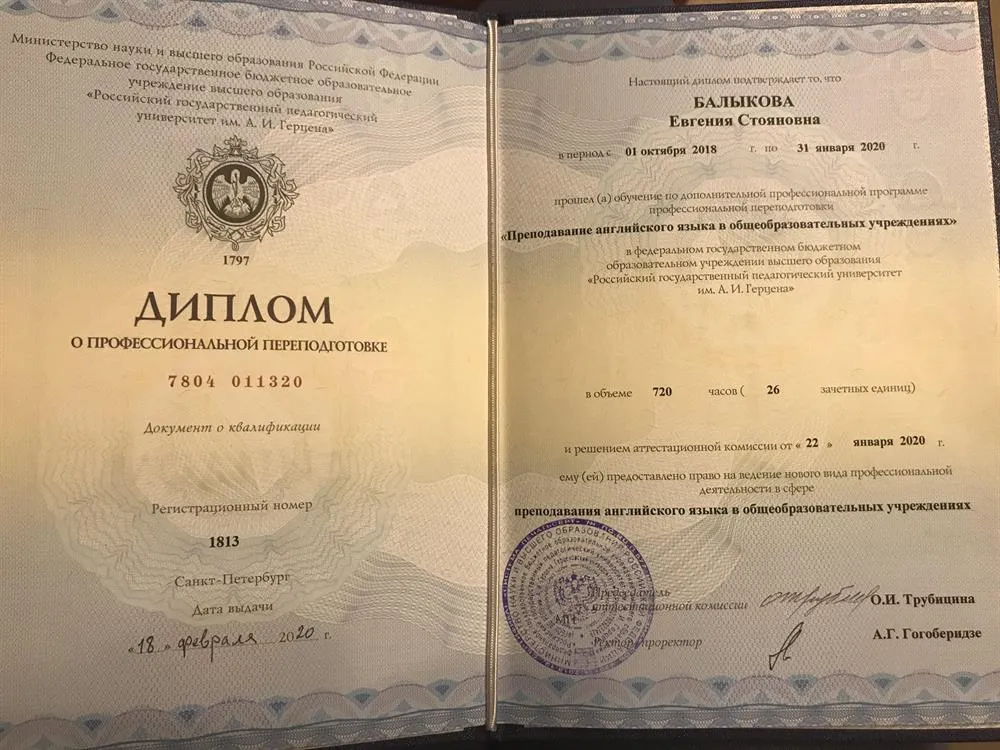 Министерство науки и высшего образования Российской Федерации
Федеральное государственное бюджетное образовательное
учреждение высшего образования
«Российский государственный педагогический
университет им. А. И. Герцена»
1797
ДИПЛОМ
О ПРОФЕССИОНАЛЬНОЙ ПЕРЕПОДГОТОВКЕ
7804 011320
Документ о квалификации
Регистрационный номер
1813
Санкт-Петербург
Дата выдачи
«18» февраля 2020 г.
Настоящий диплом подтверждает то, что
БАЛЫКОВА
Евгения Стояновна
в период с 01 октября 2018 г. по 31 января 2020 г.
прошел (а) обучение по дополнительной профессиональной программе
профессиональной переподготовки
«Преподавание английского языка в общеобразовательных учреждениях»
в федеральном государственном бюджетном
образовательном учреждении высшего образования
«Российский государственный педагогический университет
им. А. И. Герцена»
в объеме 720 часов ( 26 зачетных единиц)
и решением аттестационной комиссии от « 22 » января 2020 г.
ему (ей) предоставлено право на ведение нового вида профессиональной
деятельности в сфере
преподавания английского языка в общеобразовательных учреждениях
Председатель
аттестационной комиссии О.И. Трубицина
Ректор/проректор А.Г. Гогоберидзе